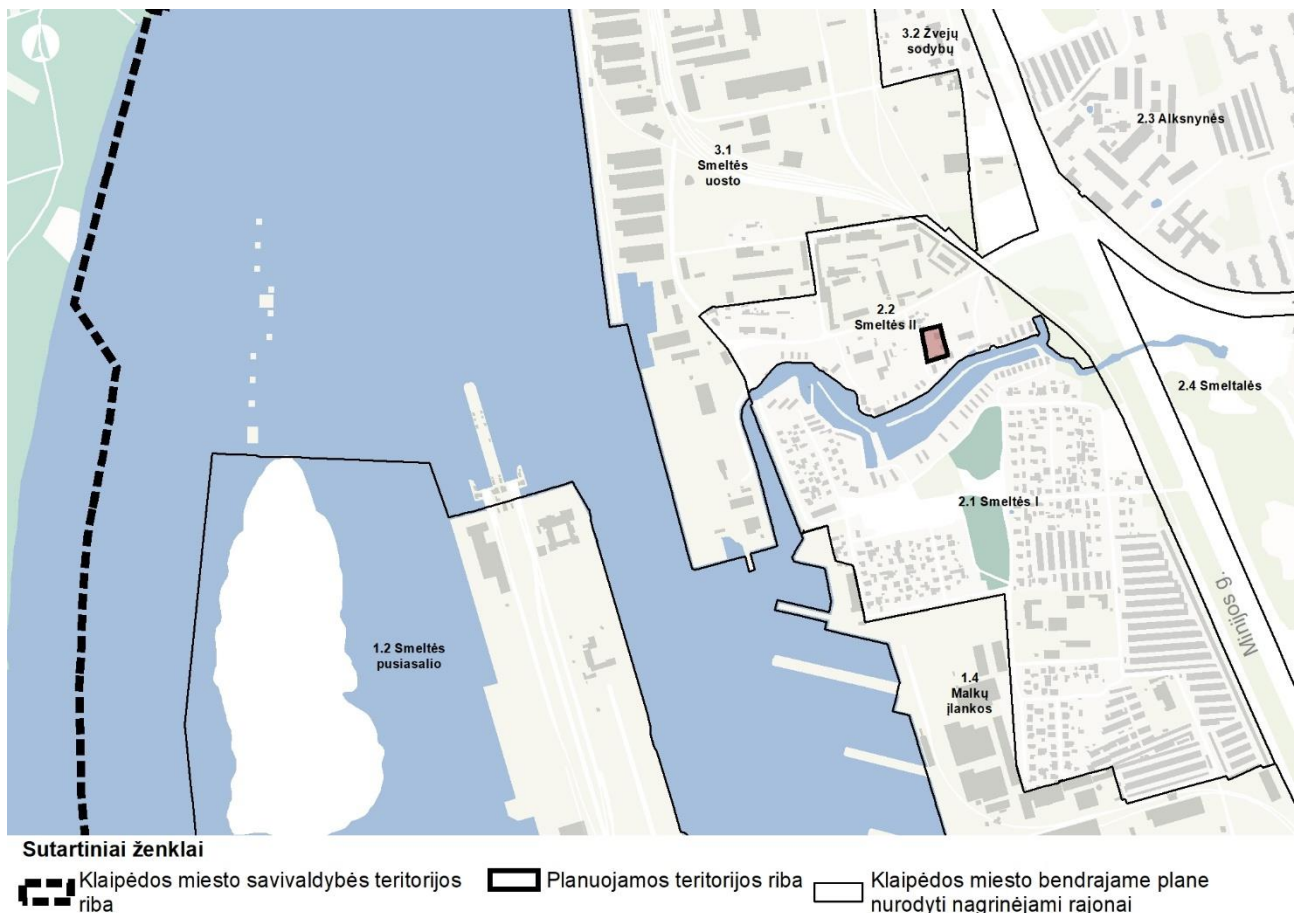 3.2 Žvejų
sodybų
2.3 Alksnynės
3.1
Smeltės
uosto
2.2
Smeltės II
2.4 Smeltalės
2.1 Smeltės I
Minijos g.
1.2 Smeltės
pusiasalio
1.4
Malkų
įlankos
Sutartiniai ženklai
Klaipėdos miesto savivaldybės teritorijos
riba
Planuojamos teritorijos riba
Klaipėdos miesto bendrajame plane
nurodyti nagrinėjami rajonai